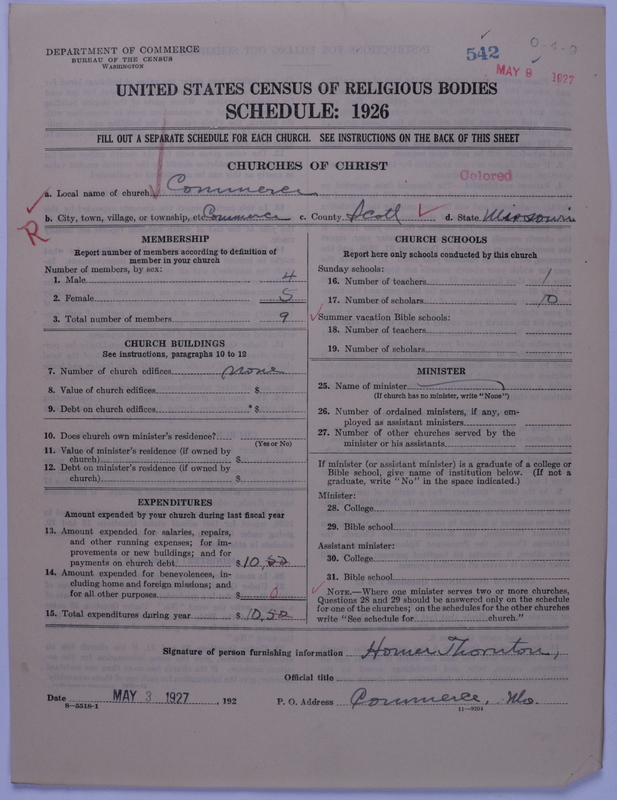 DEPARTMENT OF COMMERCE
BUREAU OF THE CENSUS
WASHINGTON
542
MAY 9 1927
UNITED STATES CENSUS OF RELIGIOUS BODIES
SCHEDULE: 1926
FILL OUT A SEPARATE SCHEDULE FOR EACH CHURCH. SEE INSTRUCTIONS ON THE BACK OF THIS SHEET
CHURCHES OF CHRIST
Colored
a. Local name of church Commerce
b. City, town, village, or township, etc. Commerce c. County Scott d. State Missouri
R
MEMBERSHIP
Report number of members according to definition of
member in your church
Number of members, by sex:
1. Male 4
2. Female 5
3. Total number of members 9
CHURCH BUILDINGS
See instructions, paragraphs 10 to 12
7. Number of church edifices none
8. Value of church edifices $
9. Debt on church edifices * $
10. Does church own minister's residence?
(Yes or No)
11. Value of minister's residence (if owned by
church) $
12. Debt on minister's residence (if owned by
church) $
EXPENDITURES
Amount expended by your church during last fiscal year
13. Amount expended for salaries, repairs,
and other running expenses; for im-
provements or new buildings; and for
payments on church debt $10.52
14. Amount expended for benevolences, in-
cluding home and foreign missions; and
for all other purposes $ 0
15. Total expenditures during year $ 10.52
CHURCH SCHOOLS
Report here only schools conducted by this church
Sunday schools:
16. Number of teachers 1
17. Number of scholars 10
Summer vacation Bible schools:
18. Number of teachers
19. Number of scholars
MINISTER
25. Name of minister
(If church has no minister, write "None")
26. Number of ordained ministers, if any, em-
ployed as assistant ministers
27. Number of other churches served by the
minister or his assistants
If minister (or assistant minister) is a graduate of a college or
Bible school, give name of institution below. (If not a
graduate, write "No" in the space indicated.)
Minister:
28. College
29. Bible school
Assistant minister:
30. College
31. Bible school
NOTE.—Where one minister serves two or more churches,
Questions 28 and 29 should be answered only on the schedule
for one of the churches; on the schedules for the other churches
write "See schedule for church."
Signature of person furnishing information Homer Thornton,
Official title
Date MAY 3 1927, 192 P. O. Address Commerce, Mo.
8—5518-1
11—9204